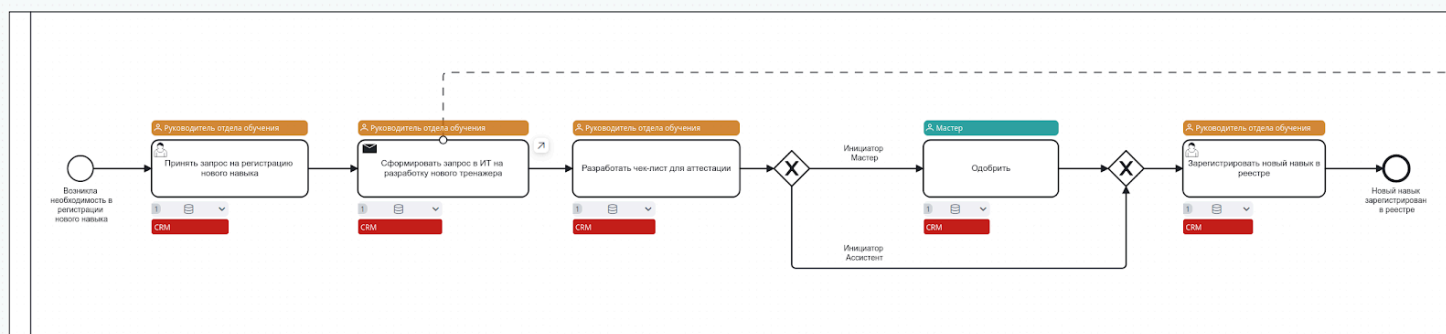 Руководитель отдела обучения
Принять запрос на регистрацию
нового навыка
1
CRM
Возникла
необходимость в
регистрации
нового навыка
Руководитель отдела обучения
Сформировать запрос в ИТ на
разработку нового тренажера
1
CRM
Руководитель отдела обучения
Разработать чек-лист для аттестации
1
CRM
X
Инициатор
Мастер
Инициатор
Ассистент
Мастер
Одобрить
1
CRM
X
Руководитель отдела обучения
Зарегистрировать новый навык в
реестре
1
CRM
Новый навык
зарегистрирован
в реестре